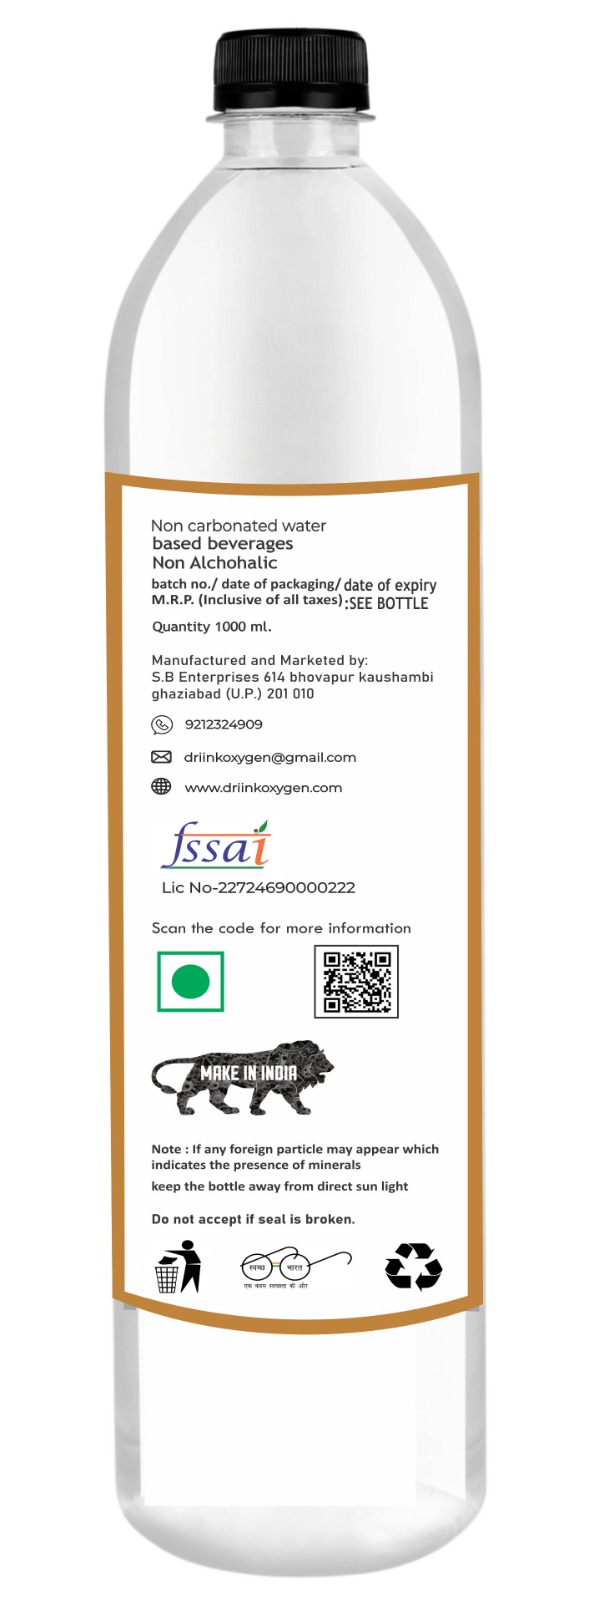 Non carbonated water
based beverages
Non Alchohalic
batch no./ date of packaging/ date of expiry
M.R.P. (Inclusive of all taxes) :SEE BOTTLE
Quantity 1000 ml.
Manufactured and Marketed by:
S.B Enterprises 614 bhovapur kaushambi
ghaziabad (U.P.) 201 010
9212324909
driinkoxygen@gmail.com
www.driinkoxygen.com
fssai
Lic No-22724690000222
Scan the code for more information
MAKE IN INDIA
Note : If any foreign particle may appear which
indicates the presence of minerals
keep the bottle away from direct sun light
Do not accept if seal is broken.
स्वच्छ भारत
एक कदम स्वच्छता की ओर